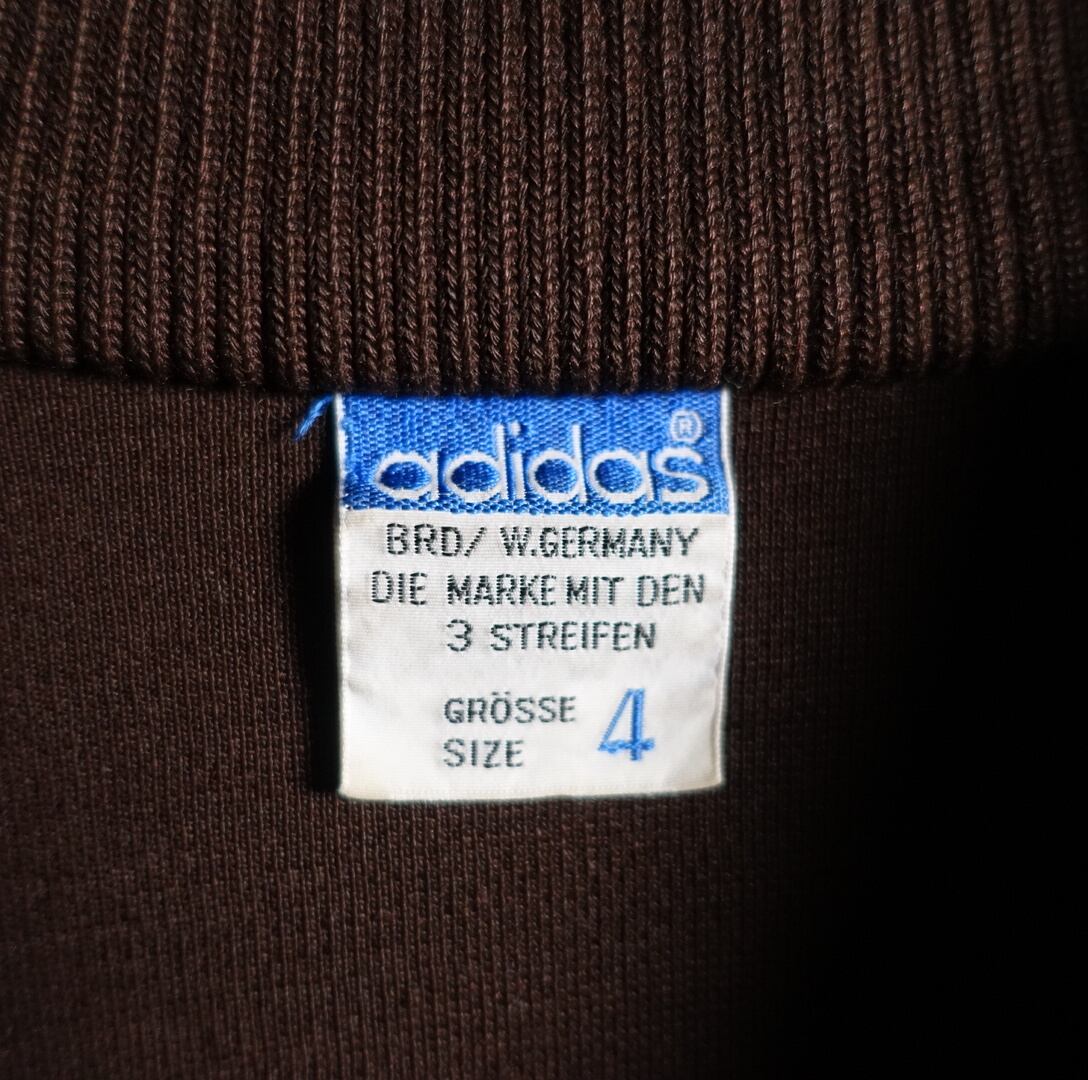 adidas®
BRD/ W.GERMANY
DIE MARKE MIT DEN
3 STREIFEN
GRÖSSE 4
SIZE